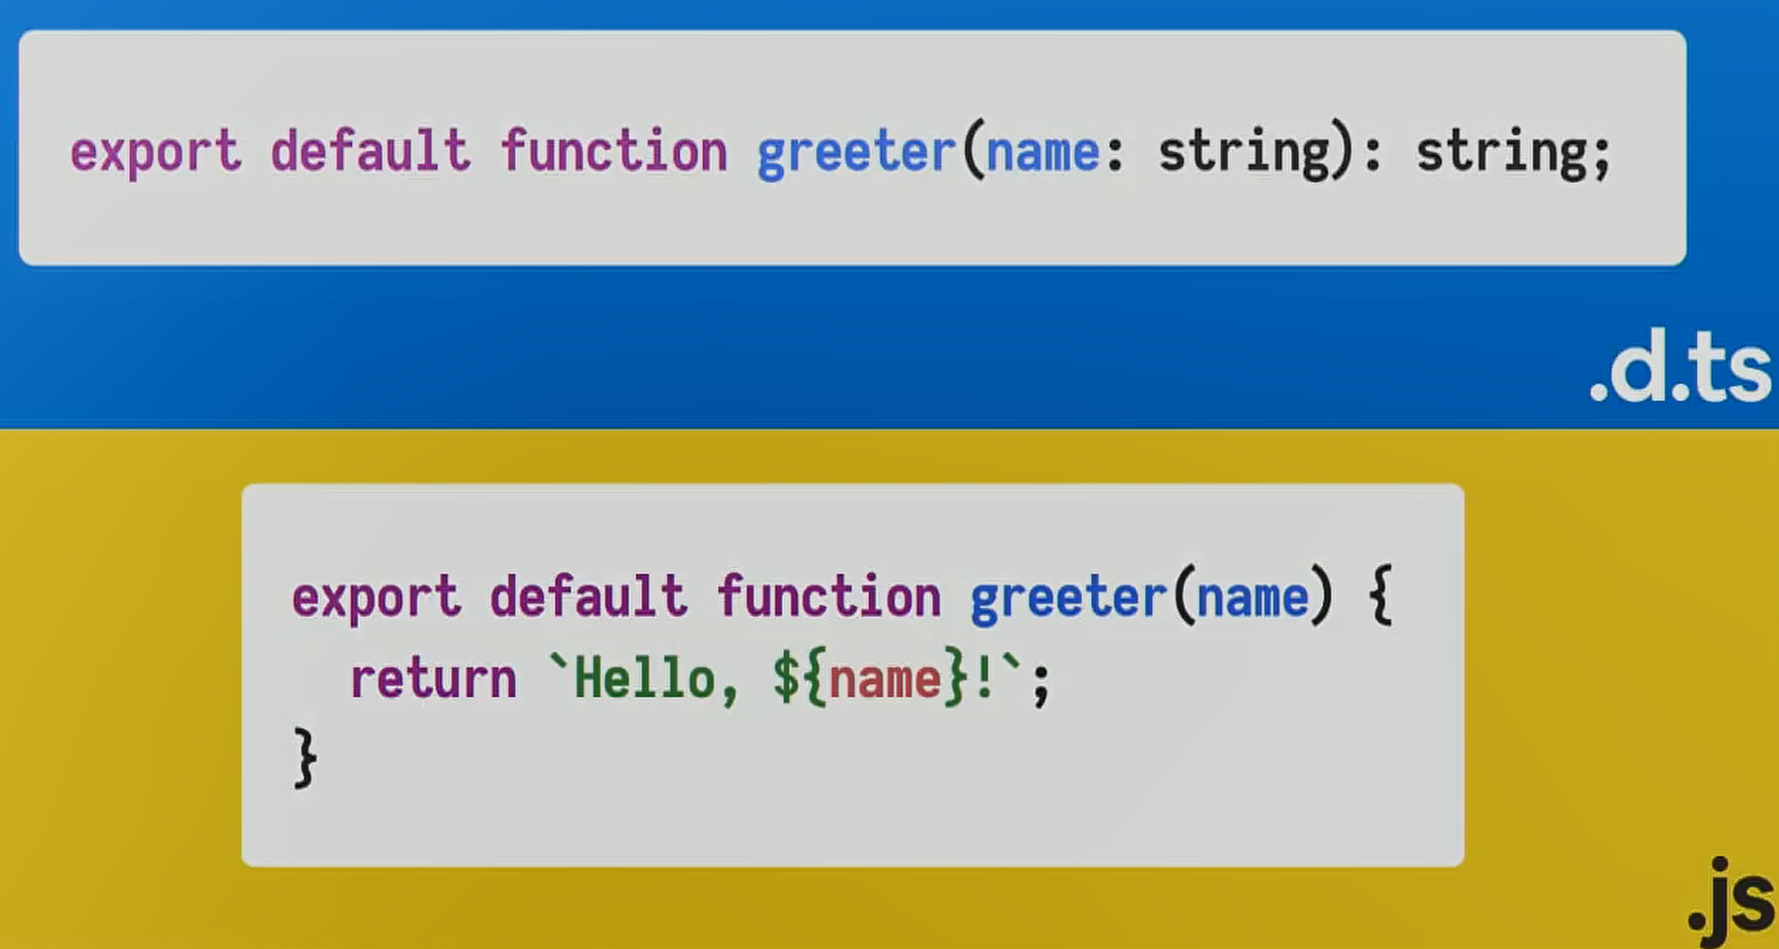 export default function greeter(name: string): string;
.d.ts
export default function greeter(name) {
  return `Hello, ${name}!`;
}
.js